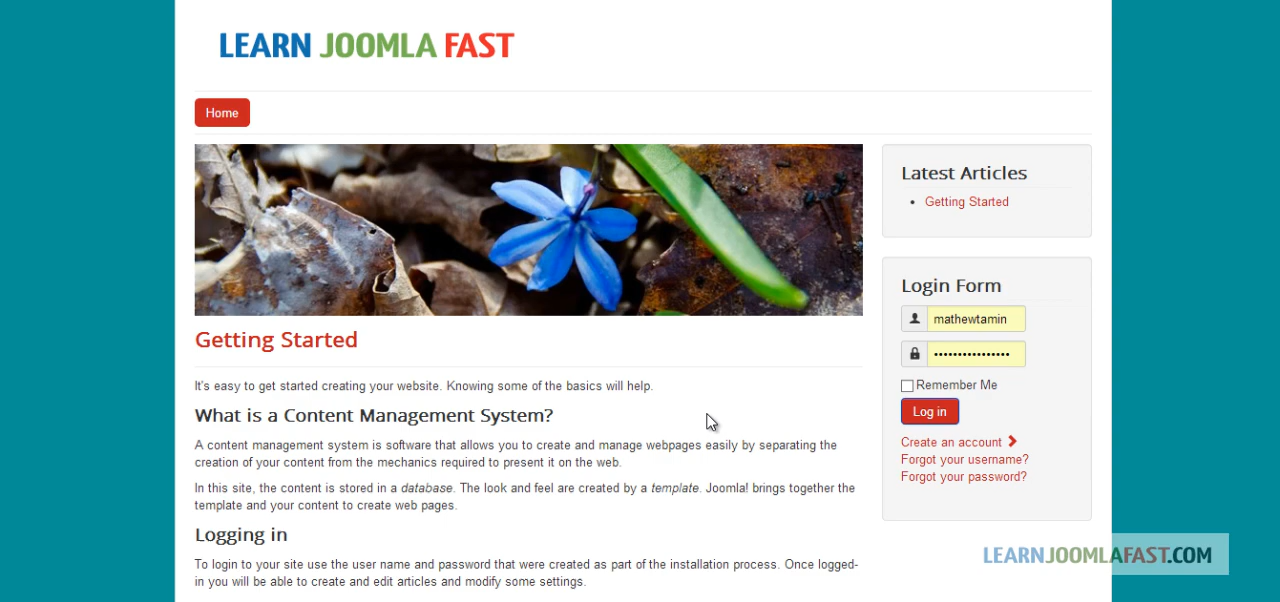 LEARN JOOMLA FAST
Home
Latest Articles
Getting Started
Login Form
mathewtamin
Remember Me
Log in
Create an account
Forgot your username?
Forgot your password?
Getting Started
It's easy to get started creating your website. Knowing some of the basics will help.
What is a Content Management System?
A content management system is software that allows you to create and manage webpages easily by separating the
creation of your content from the mechanics required to present it on the web.
In this site, the content is stored in a database. The look and feel are created by a template. Joomla! brings together the
template and your content to create web pages.
Logging in
To login to your site use the user name and password that were created as part of the installation process. Once logged-
in you will be able to create and edit articles and modify some settings.
LEARNJOOMLAFAST.COM